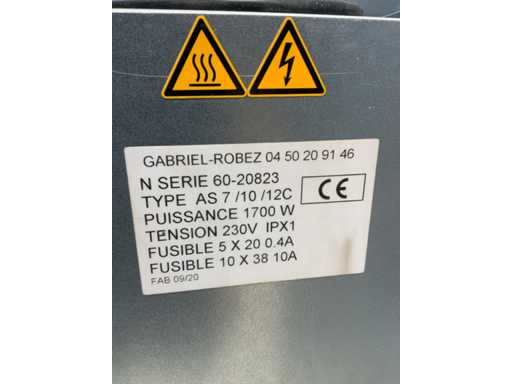 GABRIEL-ROBEZ 04 50 20 91 46
N SERIE 60-20823
TYPE AS 7 /10 /12C
PUISSANCE 1700 W
TENSION 230V IPX1
FUSIBLE 5 X 20 0.4A
FUSIBLE 10 X 38 10A
FAB 09/20
CE